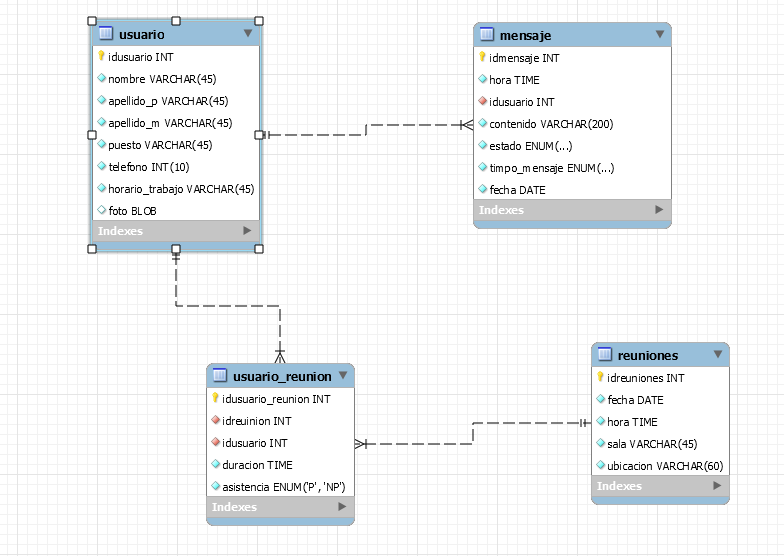 usuario
idusuario INT
nombre VARCHAR(45)
apellido_p VARCHAR(45)
apellido_m VARCHAR(45)
puesto VARCHAR(45)
telefono INT(10)
horario_trabajo VARCHAR(45)
foto BLOB
Indexes
mensaje
idmensaje INT
hora TIME
idusuario INT
contenido VARCHAR(200)
estado ENUM(...)
timpo_mensaje ENUM(...)
fecha DATE
Indexes
usuario_reunion
idusuario_reunion INT
idreuinion INT
idusuario INT
duracion TIME
asistencia ENUM('P', 'NP')
Indexes
reuniones
idreuniones INT
fecha DATE
hora TIME
sala VARCHAR(45)
ubicacion VARCHAR(60)
Indexes